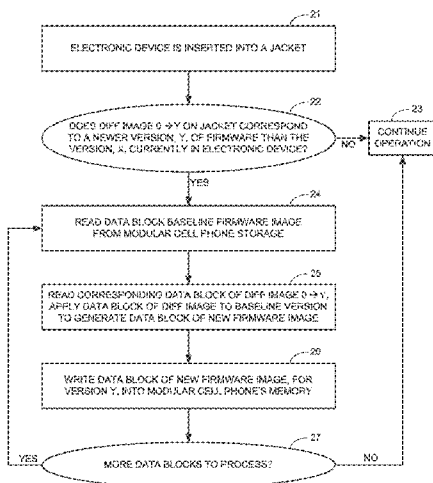 21
ELECTRONIC DEVICE IS INSERTED INTO A JACKET
22
DOES DIFF IMAGE 0 → Y ON JACKET CORRESPOND
TO A NEWER VERSION, Y, OF FIRMWARE THAN THE
VERSION, X, CURRENTLY IN ELECTRONIC DEVICE?
NO
23
CONTINUE
OPERATION
YES
24
READ DATA BLOCK BASELINE FIRMWARE IMAGE
FROM MODULAR CELL PHONE STORAGE
25
READ CORRESPONDING DATA BLOCK OF DIFF IMAGE 0 → Y,
APPLY DATA BLOCK OF DIFF IMAGE TO BASELINE VERSION
TO GENERATE DATA BLOCK OF NEW FIRMWARE IMAGE
26
WRITE DATA BLOCK OF NEW FIRMWARE IMAGE, FOR
VERSION Y, INTO MODULAR CELL PHONE'S MEMORY
27
YES
MORE DATA BLOCKS TO PROCESS?
NO